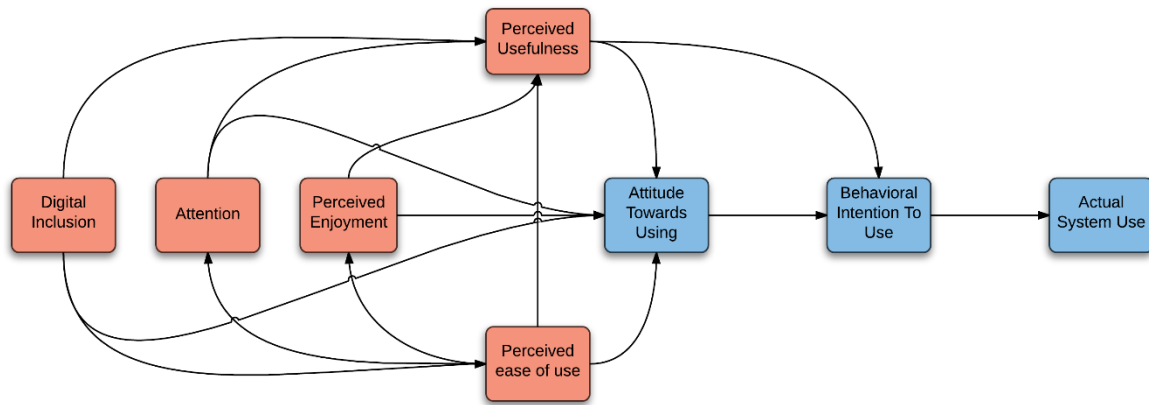 Perceived
Usefulness
Digital
Inclusion
Attention
Perceived
Enjoyment
Attitude
Towards
Using
Behavioral
Intention To
Use
Actual
System Use
Perceived
ease of use